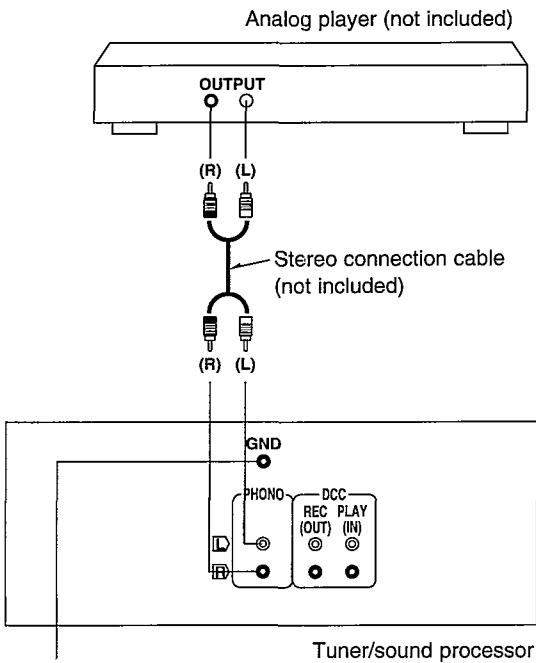 Analog player (not included)
OUTPUT
(R) (L)
Stereo connection cable
(not included)
(R) (L)
GND
PHONO DCC
REC PLAY
(OUT) (IN)
L
R
Tuner/sound processor